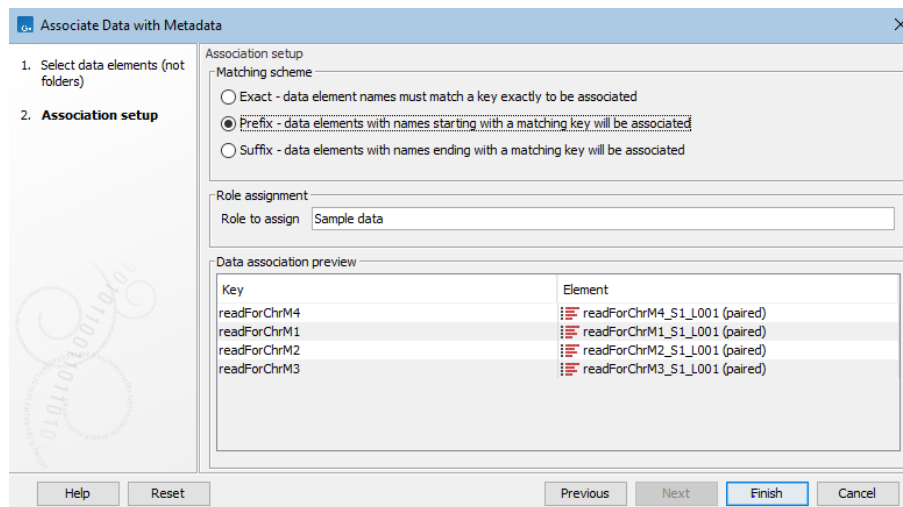 G.
Associate Data with Metadata
1. Select data elements (not
folders)
2. Association setup
Association setup
Matching scheme
Exact - data element names must match a key exactly to be associated
Prefix - data elements with names starting with a matching key will be associated
Suffix - data elements with names ending with a matching key will be associated
Role assignment
Role to assign Sample data
Data association preview
Key Element
readForChrM4 readForChrM4_S1_L001 (paired)
readForChrM1 readForChrM1_S1_L001 (paired)
readForChrM2 readForChrM2_S1_L001 (paired)
readForChrM3 readForChrM3_S1_L001 (paired)
Help Reset Previous Next Finish Cancel